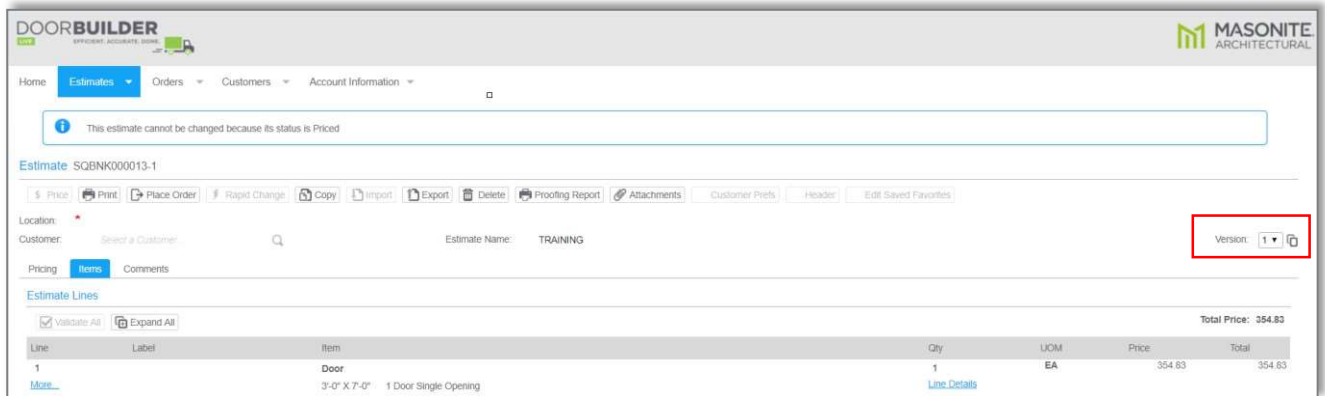 DOORBUILDER
LIVE EFFICIENT. ACCURATE. DONE.
MASONITE.
ARCHITECTURAL
Home Estimates Orders Customers Account Information
This estimate cannot be changed because its status is Priced
Estimate SQBNK000013-1
$ Price Print Place Order Rapid Change Copy Import Export Delete Proofing Report Attachments Customer Prefs Header Edit Saved Favorites
Location: *
Customer: Select a Customer... Estimate Name: TRAINING Version: 1
Pricing Items Comments
Estimate Lines
Validate All Expand All Total Price: 354.83
Line Label Item Qty UOM Price Total
1 Door 1 EA 354.83 354.83
More... 3'-0" X 7'-0" 1 Door Single Opening Line Details